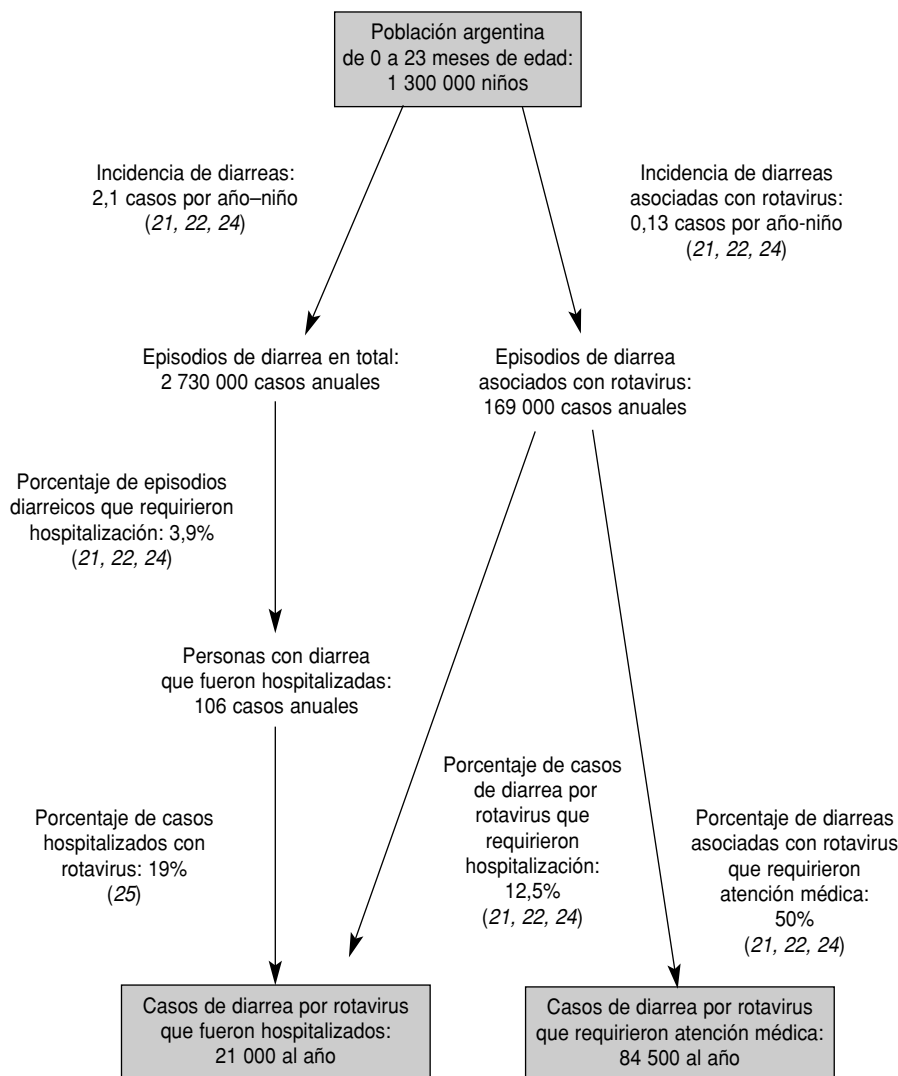 Población argentina
de 0 a 23 meses de edad:
1 300 000 niños
Incidencia de diarreas:
2,1 casos por año–niño
(21, 22, 24)
Incidencia de diarreas
asociadas con rotavirus:
0,13 casos por año-niño
(21, 22, 24)
Episodios de diarrea en total:
2 730 000 casos anuales
Episodios de diarrea
asociados con rotavirus:
169 000 casos anuales
Porcentaje de episodios
diarreicos que requirieron
hospitalización: 3,9%
(21, 22, 24)
Personas con diarrea
que fueron hospitalizadas:
106 casos anuales
Porcentaje de casos
hospitalizados con
rotavirus: 19%
(25)
Porcentaje de casos
de diarrea por
rotavirus que
requirieron
hospitalización:
12,5%
(21, 22, 24)
Porcentaje de diarreas
asociadas con rotavirus
que requirieron
atención médica:
50%
(21, 22, 24)
Casos de diarrea por rotavirus
que fueron hospitalizados:
21 000 al año
Casos de diarrea por rotavirus
que requirieron atención médica:
84 500 al año